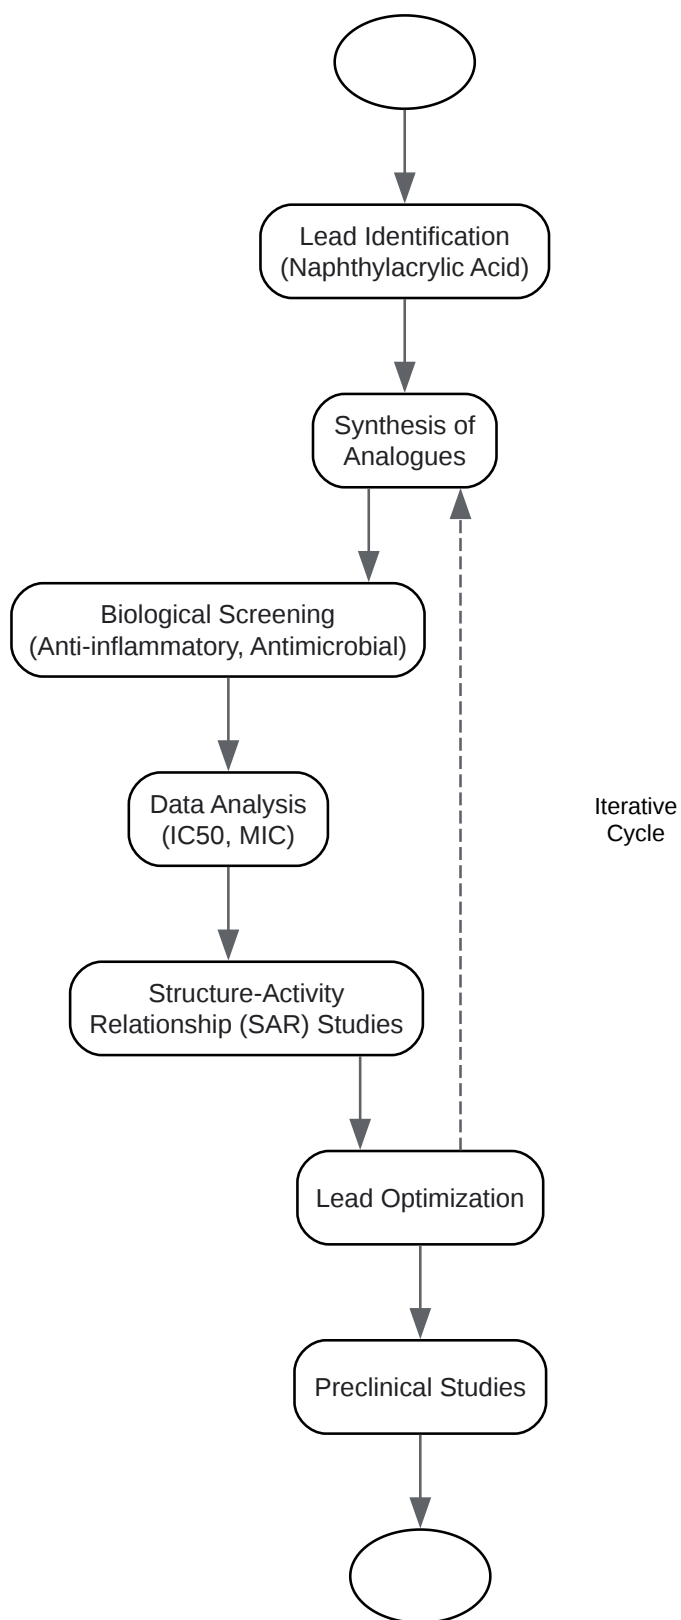 Lead Identification
(Naphthylacrylic Acid)
Synthesis of
Analogues
Biological Screening
(Anti-inflammatory, Antimicrobial)
Data Analysis
(IC50, MIC)
Iterative
Cycle
Structure-Activity
Relationship (SAR) Studies
Lead Optimization
Preclinical Studies